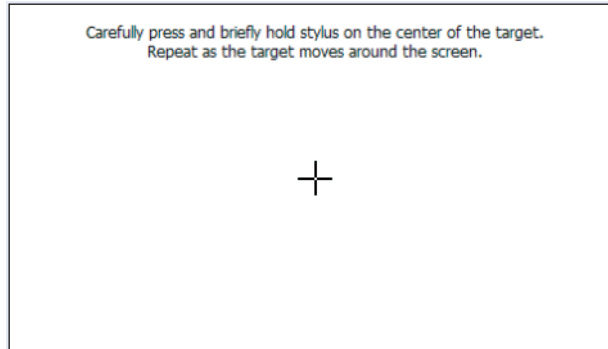 Carefully press and briefly hold stylus on the center of the target.
Repeat as the target moves around the screen.